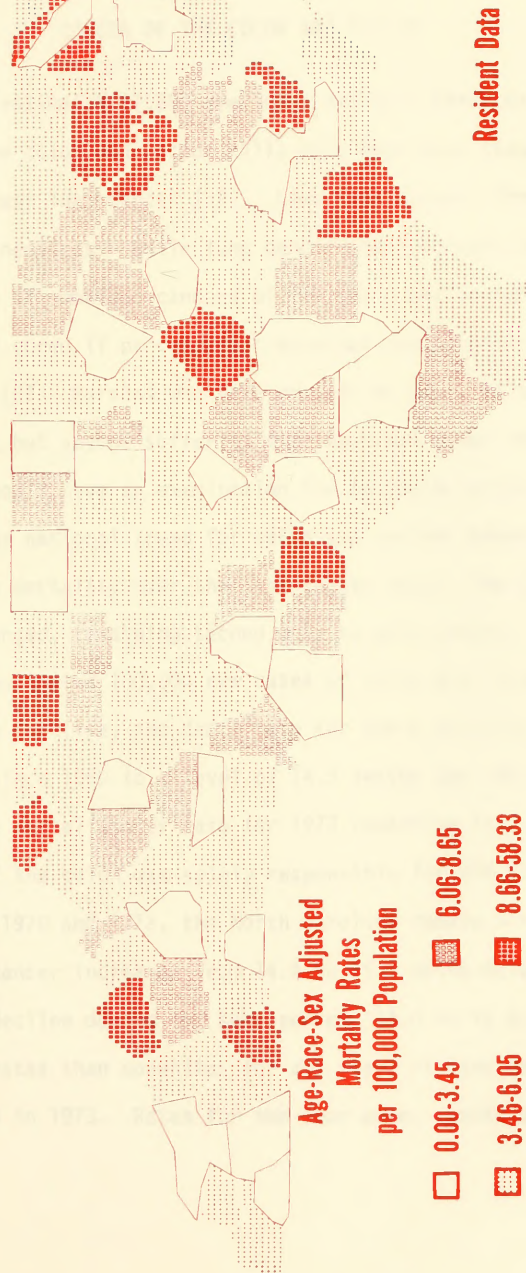 Age-Race-Sex Adjusted
Mortality Rates
per 100,000 Population
0.00-3.45
6.06-8.65
3.46-6.05
8.66-58.33
Resident Data